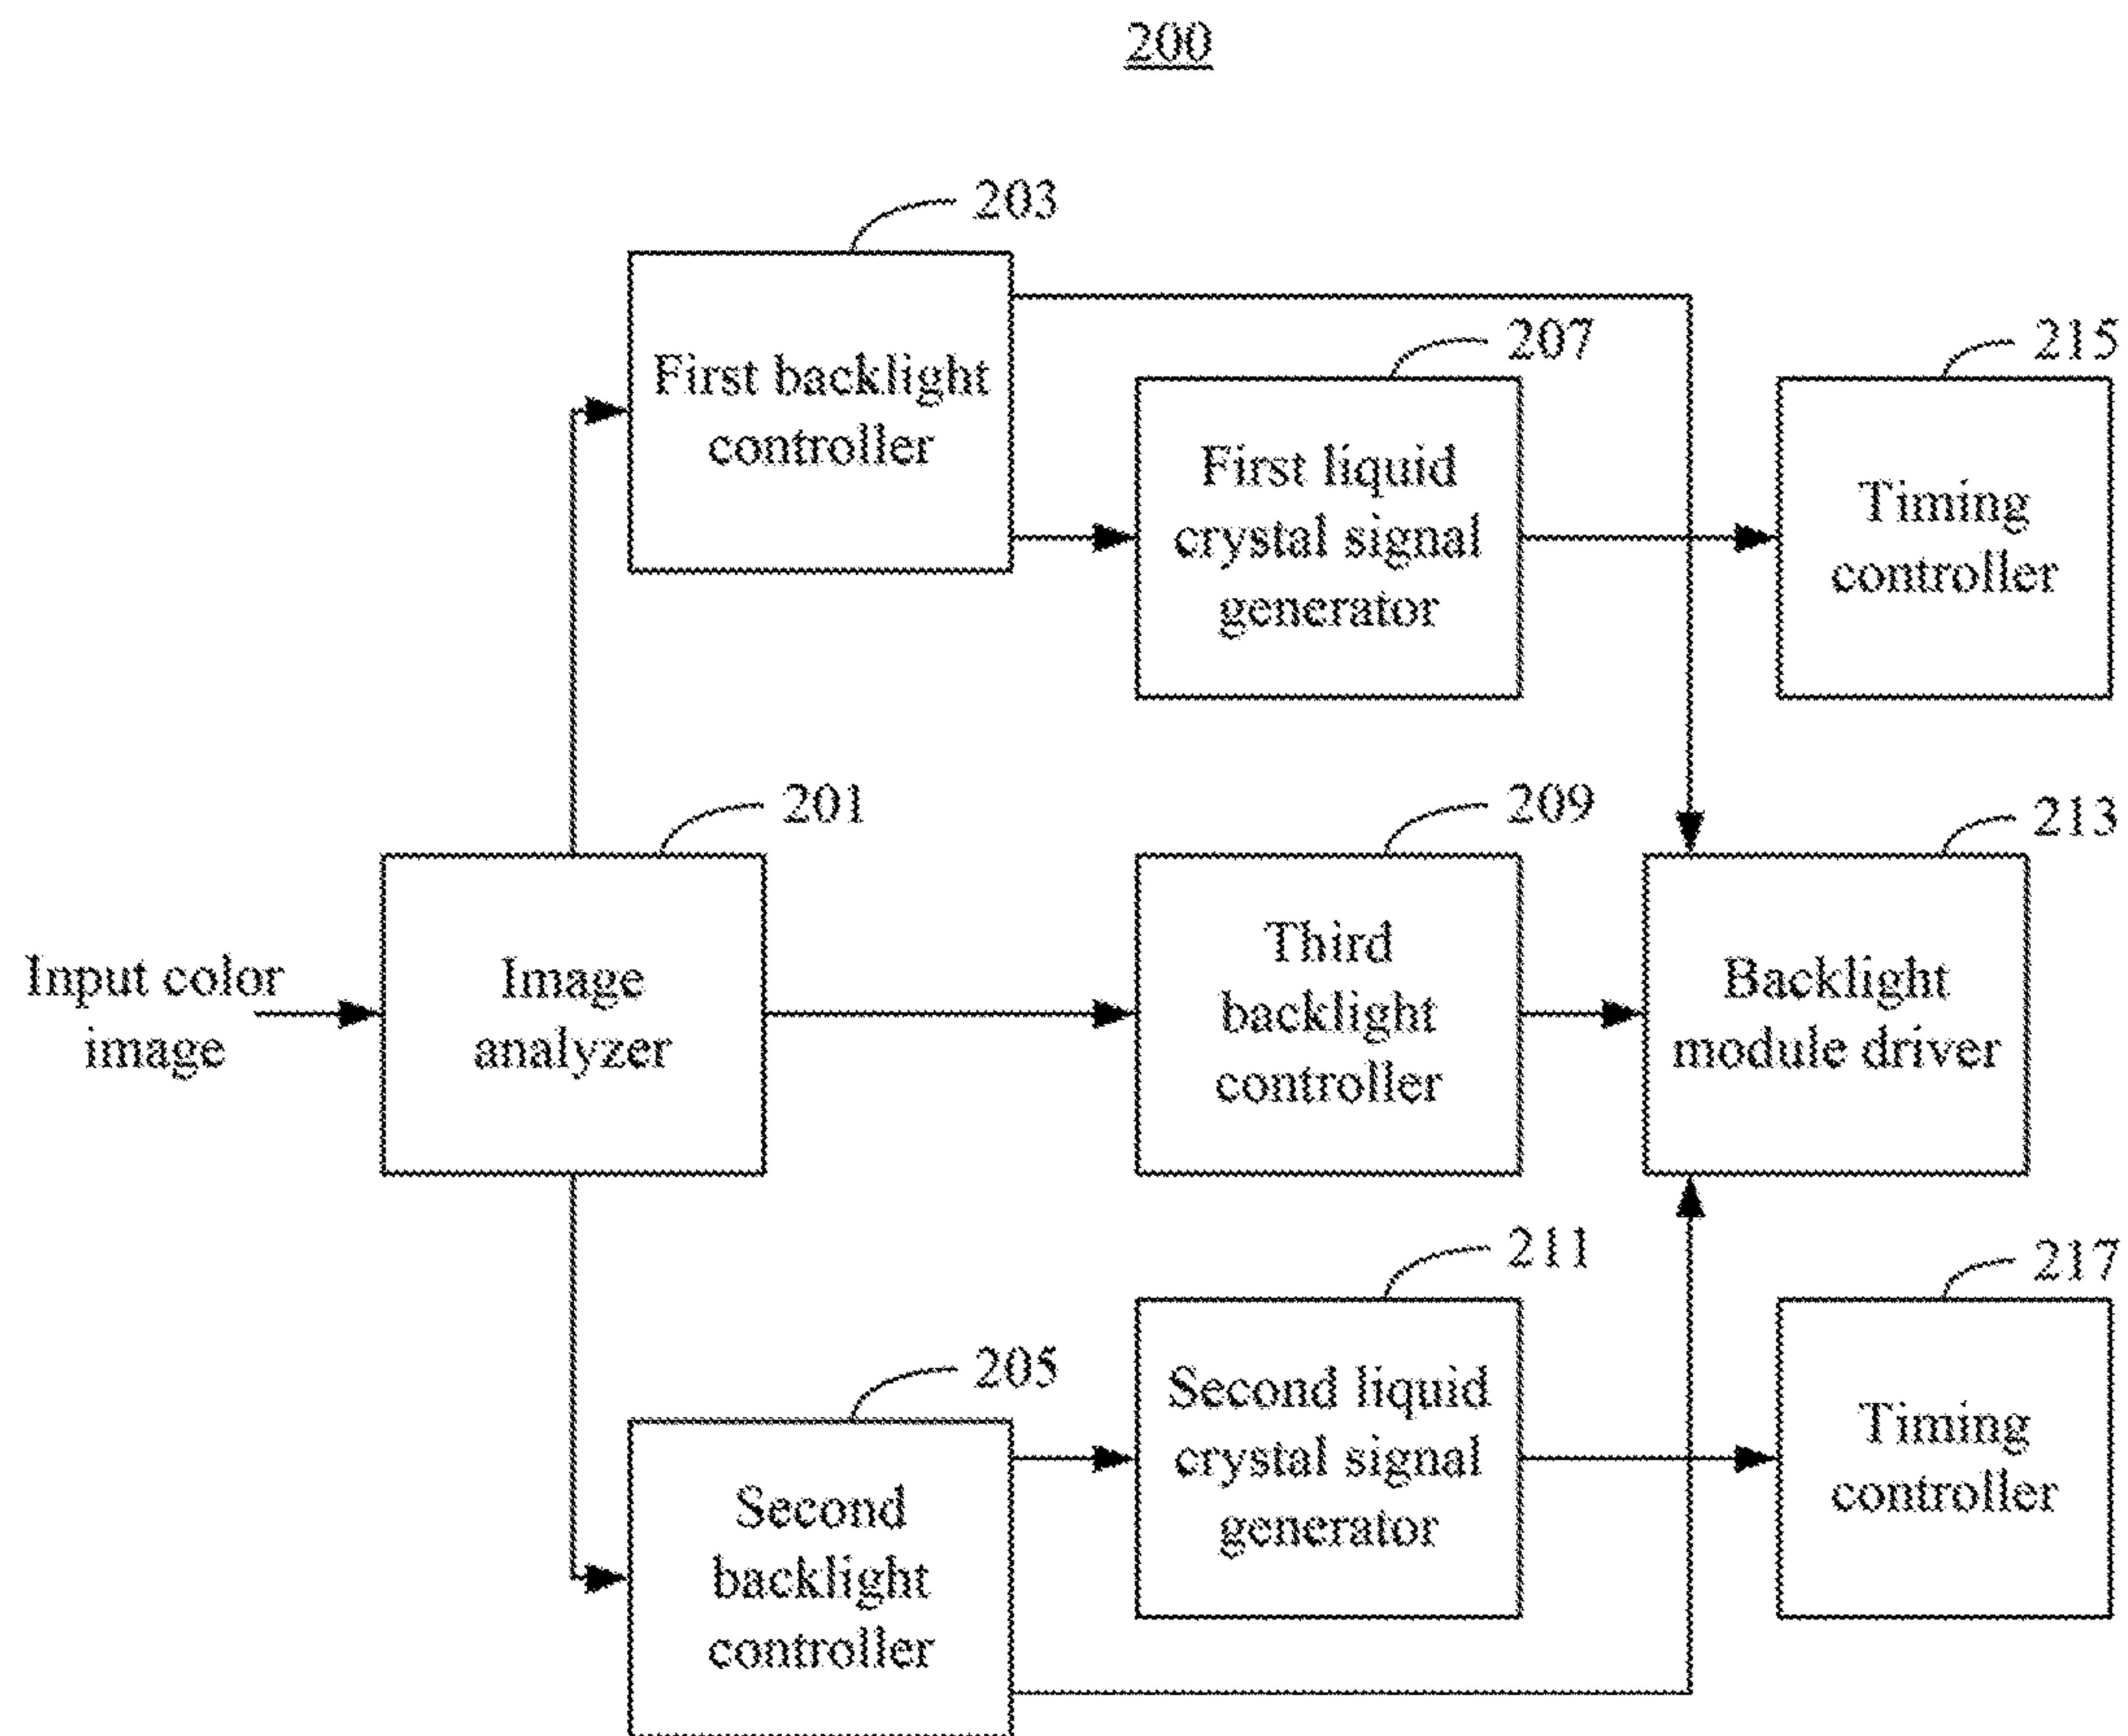 200
203
First backlight
controller
207
First liquid
crystal signal
generator
215
Timing
controller
201
Input color
image
Image
analyzer
209
Third
backlight
controller
213
Backlight
module driver
205
Second
backlight
controller
211
Second liquid
crystal signal
generator
217
Timing
controller